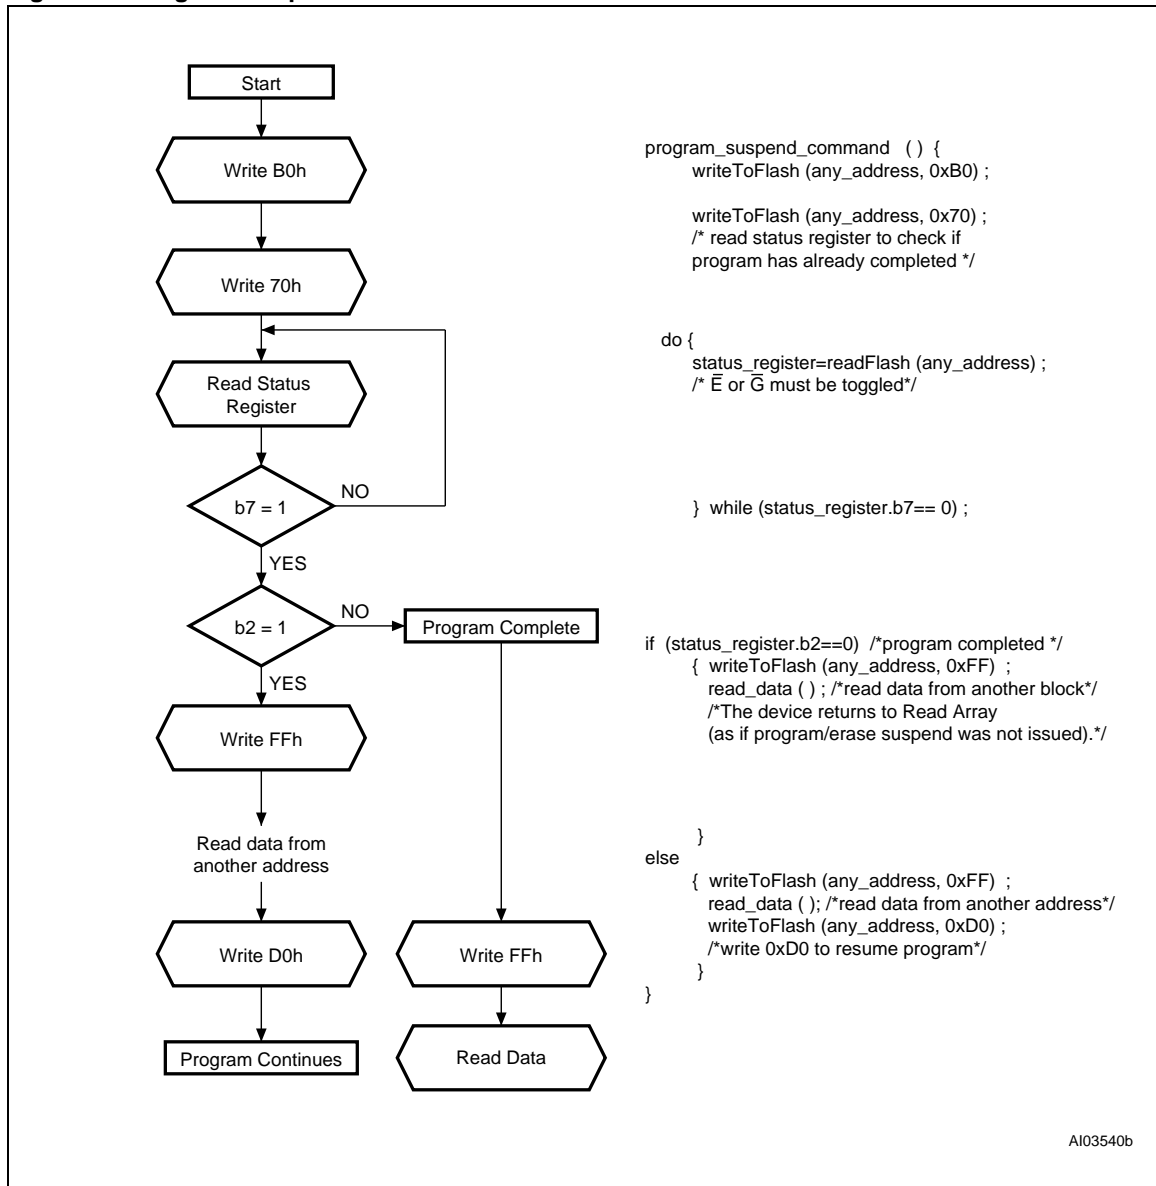 Start
Write B0h
Write 70h
Read Status
Register
b7 = 1
NO
YES
b2 = 1
NO
Program Complete
YES
Write FFh
Read data from
another address
Write D0h
Write FFh
Program Continues
Read Data
program_suspend_command ( ) {
writeToFlash (any_address, 0xB0) ;
writeToFlash (any_address, 0x70) ;
/* read status register to check if
program has already completed */
do {
status_register=readFlash (any_address) ;
/* E̅ or G̅ must be toggled*/
} while (status_register.b7== 0) ;
if (status_register.b2==0) /*program completed */
{ writeToFlash (any_address, 0xFF) ;
read_data ( ) ; /*read data from another block*/
/*The device returns to Read Array
(as if program/erase suspend was not issued).*/
}
else
{ writeToFlash (any_address, 0xFF) ;
read_data ( ); /*read data from another address*/
writeToFlash (any_address, 0xD0) ;
/*write 0xD0 to resume program*/
}
}
AI03540b